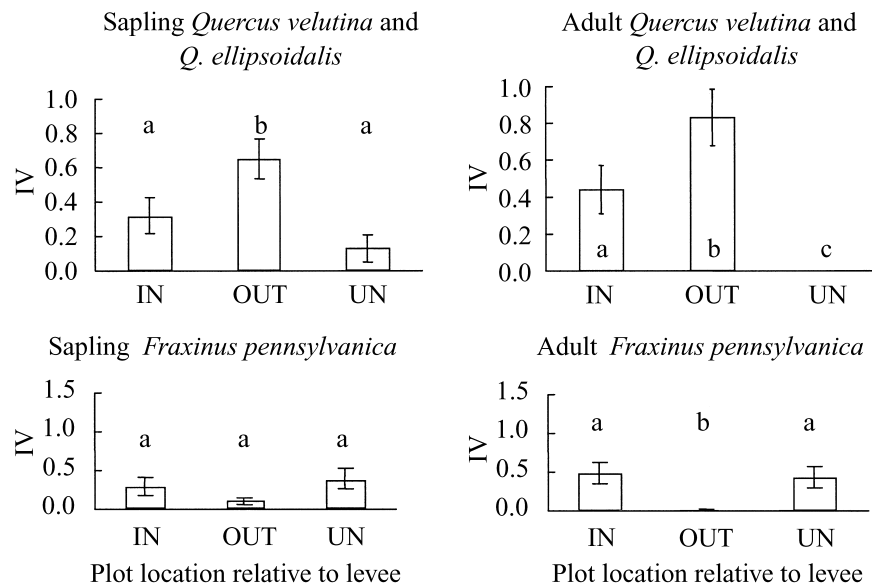 Sapling Quercus velutina and
Q. ellipsoidalis
1.0
0.8
0.6
0.4
0.2
0.0
IV
a b a
IN OUT UN
Adult Quercus velutina and
Q. ellipsoidalis
1.0
0.8
0.6
0.4
0.2
0.0
IV
a b c
IN OUT UN
Sapling Fraxinus pennsylvanica
1.5
1.0
0.5
0.0
IV
a a a
IN OUT UN
Plot location relative to levee
Adult Fraxinus pennsylvanica
1.5
1.0
0.5
0.0
IV
a b a
IN OUT UN
Plot location relative to levee